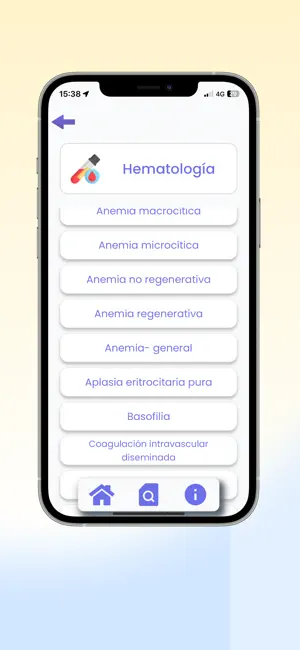 15:38
4G
Hematología
Anemia macrocítica
Anemia microcítica
Anemia no regenerativa
Anemia regenerativa
Anemia- general
Aplasia eritrocitaria pura
Basofilia
Coagulación intravascular
diseminada